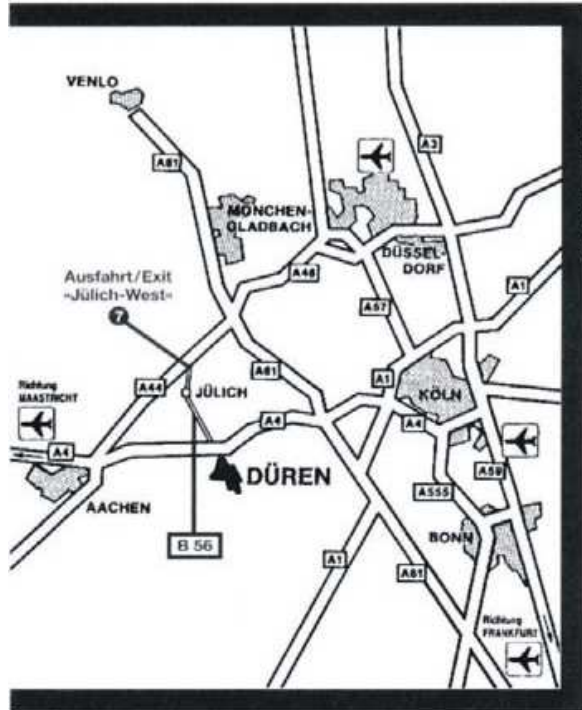 VENLO
A3
A61
MÖNCHEN-
GLADBACH
DÜSSEL-
DORF
A46
Ausfahrt/Exit
»Jülich-West«
7
A57
A1
Richtung
MAASTRICHT
A44
JÜLICH
A61
A1
KÖLN
A4
A4
A4
DÜREN
A59
AACHEN
A555
B 56
BONN
A1
A61
Richtung
FRANKFURT